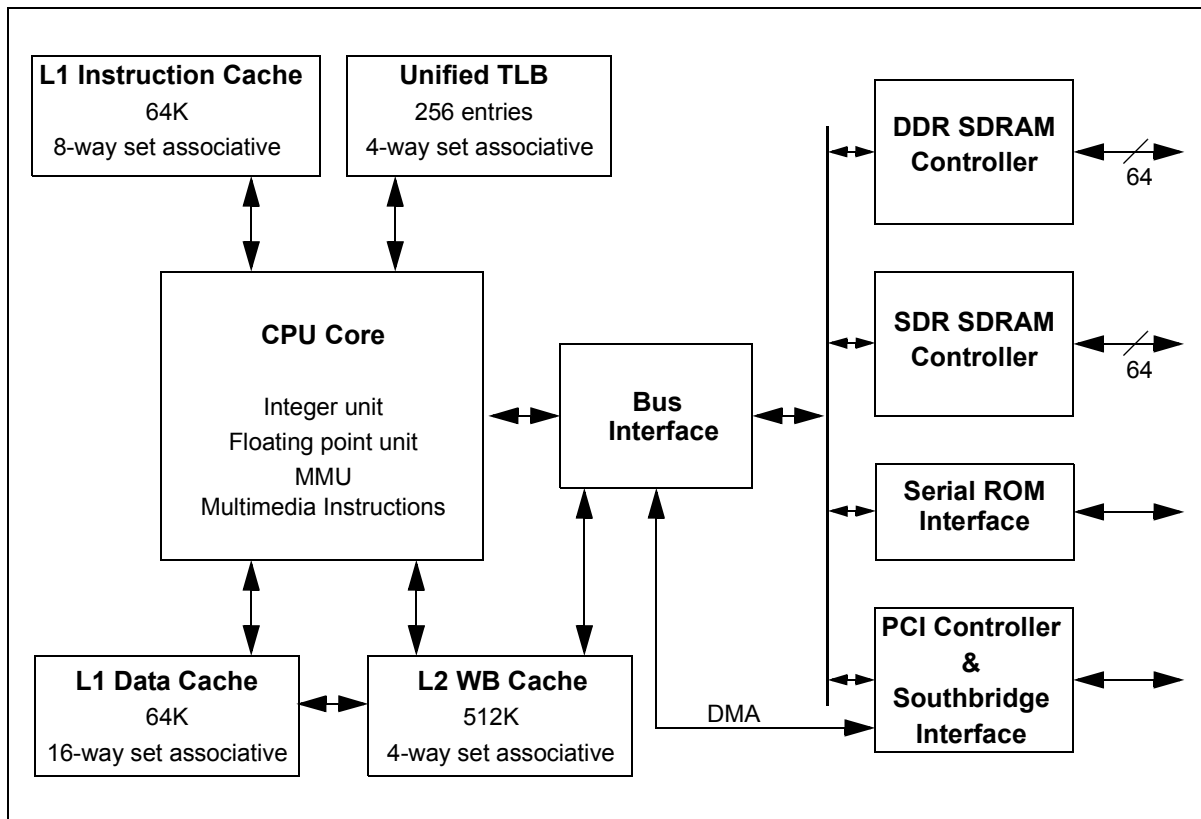 L1 Instruction Cache
64K
8-way set associative
Unified TLB
256 entries
4-way set associative
CPU Core
Integer unit
Floating point unit
MMU
Multimedia Instructions
Bus
Interface
L1 Data Cache
64K
16-way set associative
L2 WB Cache
512K
4-way set associative
DMA
DDR SDRAM
Controller
64
SDR SDRAM
Controller
64
Serial ROM
Interface
PCI Controller
&
Southbridge
Interface